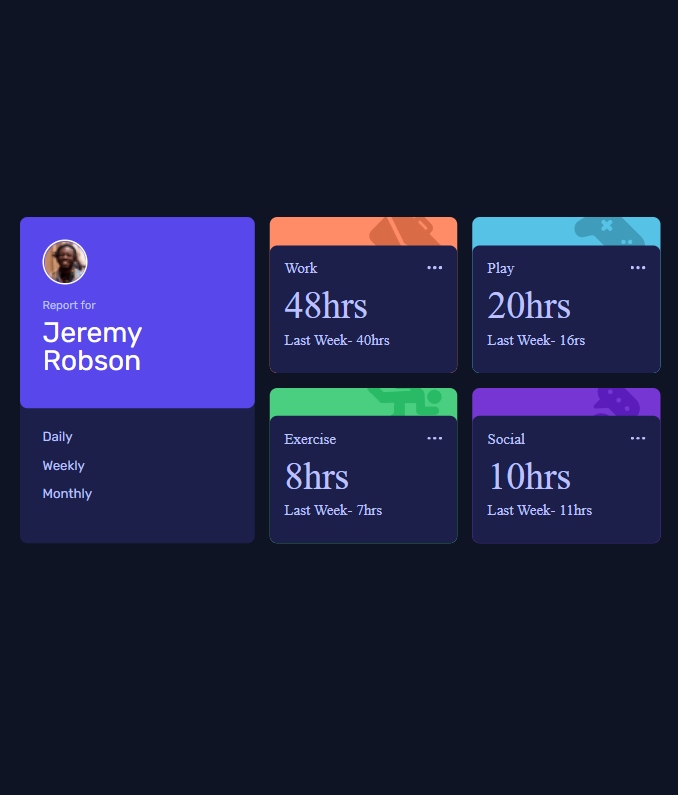 Report for
Jeremy
Robson
Daily
Weekly
Monthly
Work
48hrs
Last Week- 40hrs
Play
20hrs
Last Week- 16rs
Exercise
8hrs
Last Week- 7hrs
Social
10hrs
Last Week- 11hrs